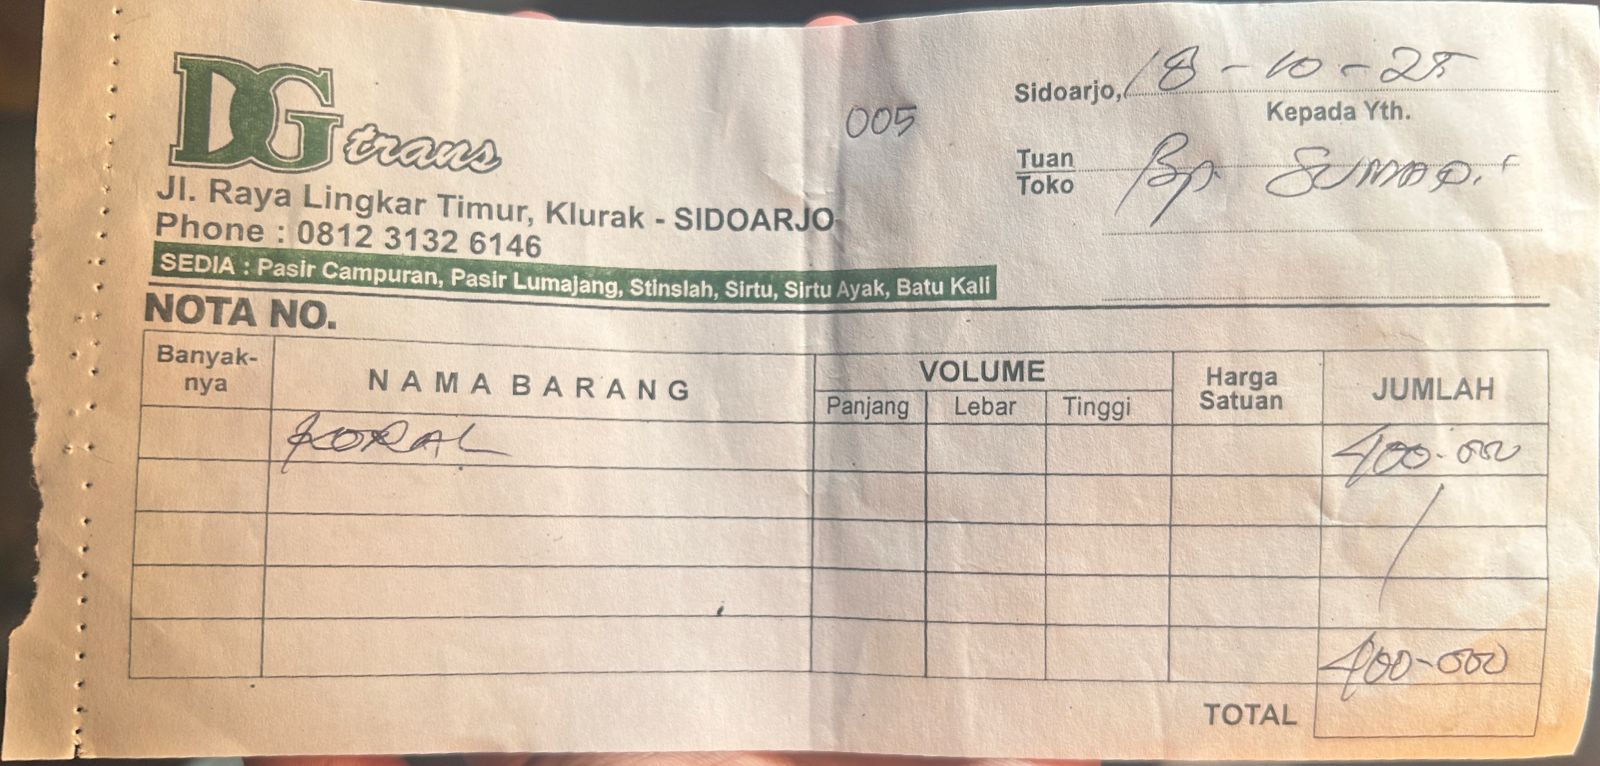 DG trans
005
Sidoarjo, 18-10-25
Kepada Yth.
Tuan
Toko
Bp.
Jl. Raya Lingkar Timur, Klurak - SIDOARJO
Phone : 0812 3132 6146
SEDIA : Pasir Campuran, Pasir Lumajang, Stinslah, Sirtu, Sirtu Ayak, Batu Kali
NOTA NO.
Banyak-
nya
NAMA BARANG
VOLUME
Panjang Lebar Tinggi
Harga
Satuan
JUMLAH
KORAL 400.000
400-000
TOTAL